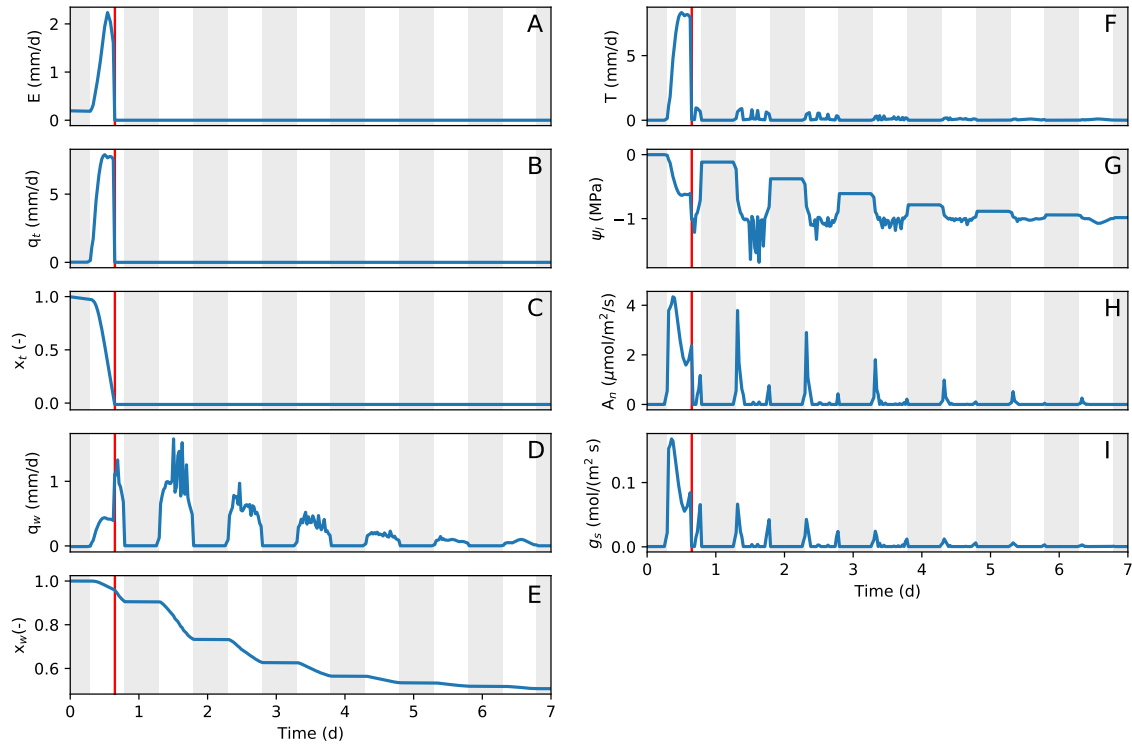 A
E (mm/d)
2
1
0
B
q_t (mm/d)
5
0
C
x_t (-)
1.0
0.5
0.0
D
q_w (mm/d)
1
0
E
x_w(-)
1.0
0.8
0.6
0 1 2 3 4 5 6 7
Time (d)
F
T (mm/d)
5
0
G
ψ_l (MPa)
0
−1
H
A_n (μmol/m²/s)
4
2
0
I
g_s (mol/(m² s)
0.1
0.0
0 1 2 3 4 5 6 7
Time (d)